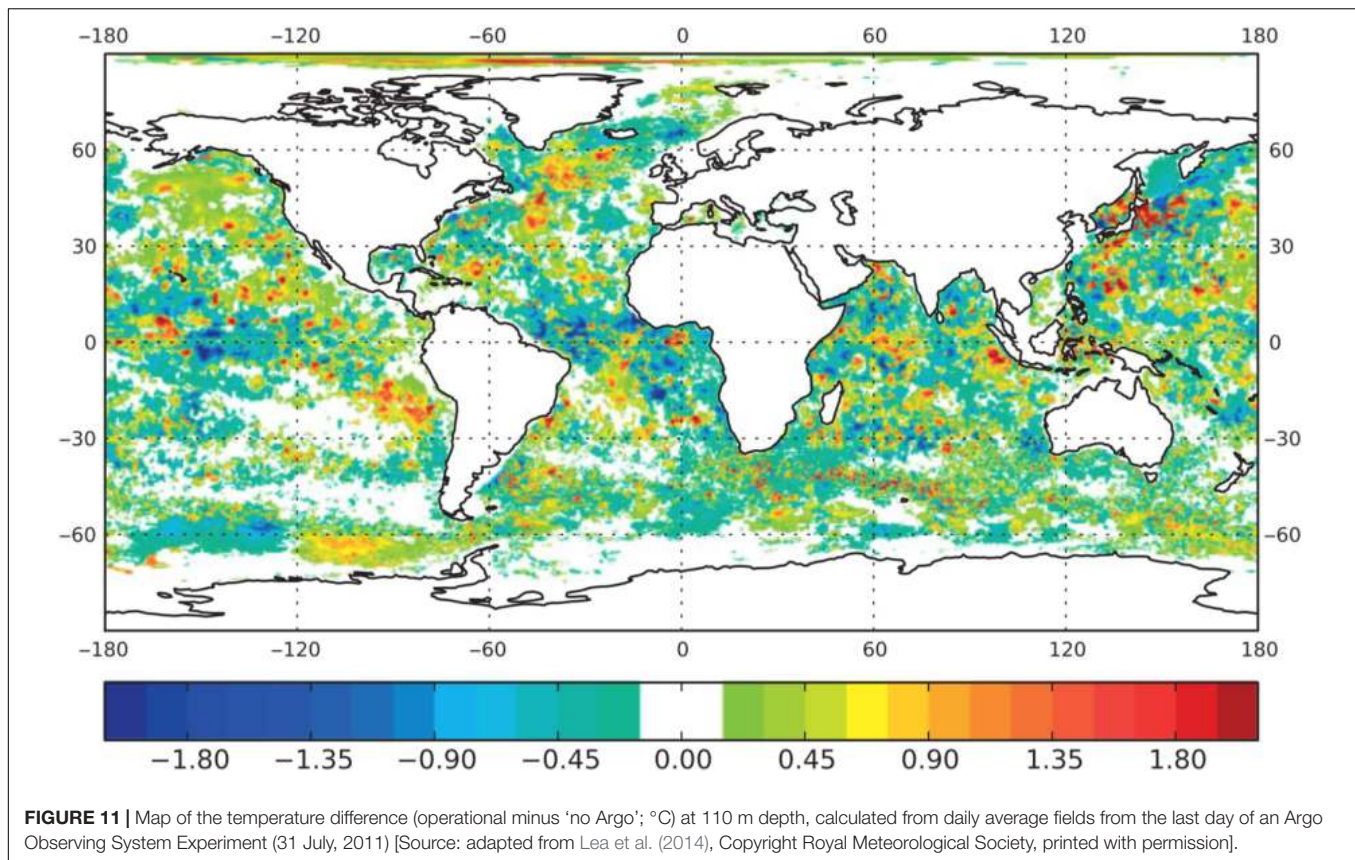 −180 −120 −60 0 60 120 180
60 60
30 30
0 0
−30 −30
−60 −60
−180 −120 −60 0 60 120 180
−1.80 −1.35 −0.90 −0.45 0.00 0.45 0.90 1.35 1.80
FIGURE 11 | Map of the temperature difference (operational minus ‘no Argo’; °C) at 110 m depth, calculated from daily average fields from the last day of an Argo
Observing System Experiment (31 July, 2011) [Source: adapted from Lea et al. (2014), Copyright Royal Meteorological Society, printed with permission].